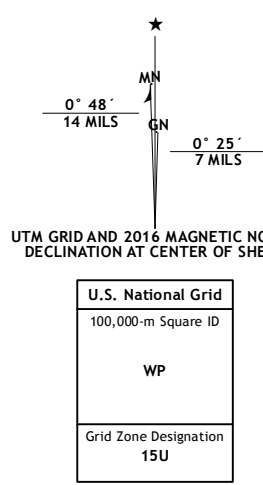 MN
0° 48´
14 MILS
GN
0° 25´
7 MILS
UTM GRID AND 2016 MAGNETIC NO
DECLINATION AT CENTER OF SHE
U.S. National Grid
100,000-m Square ID
WP
Grid Zone Designation
15U